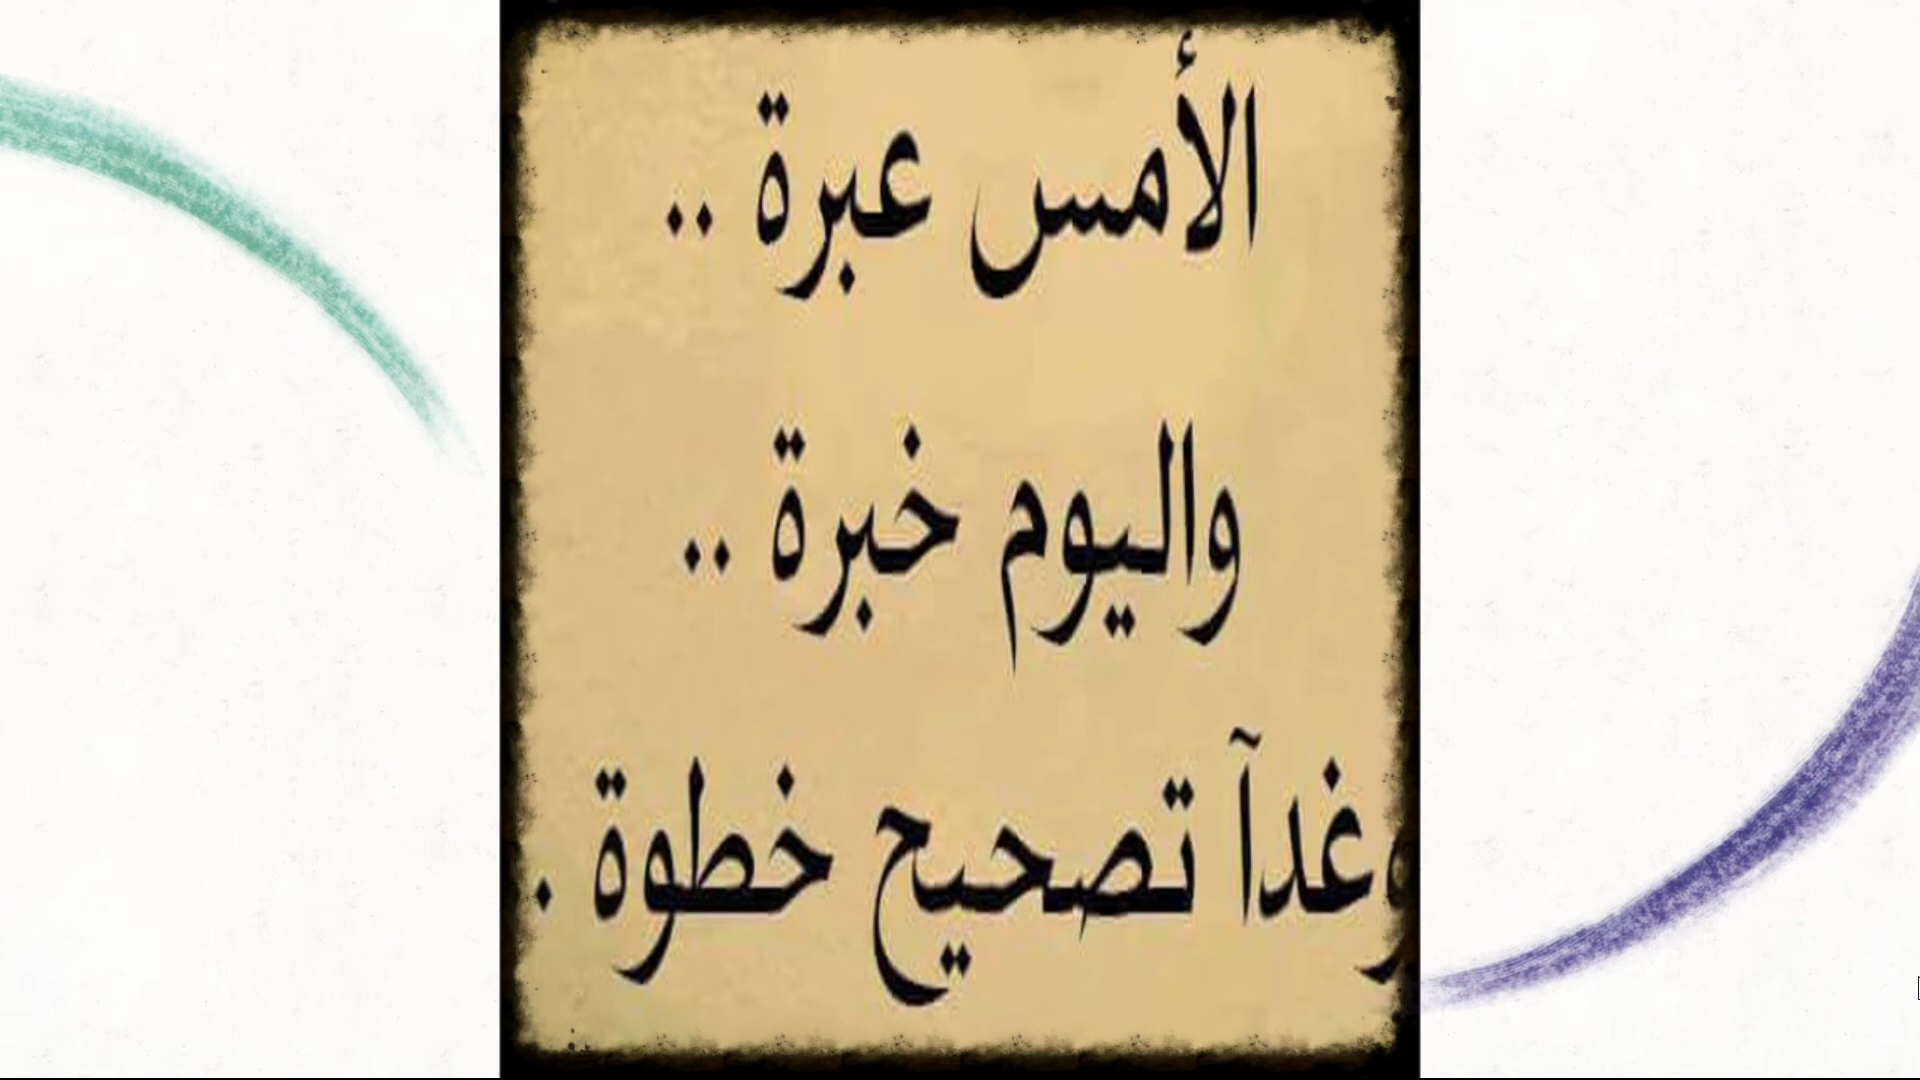 الأمس عبرة ..
واليوم خبرة ..
وغدآ تصحيح خطوة .